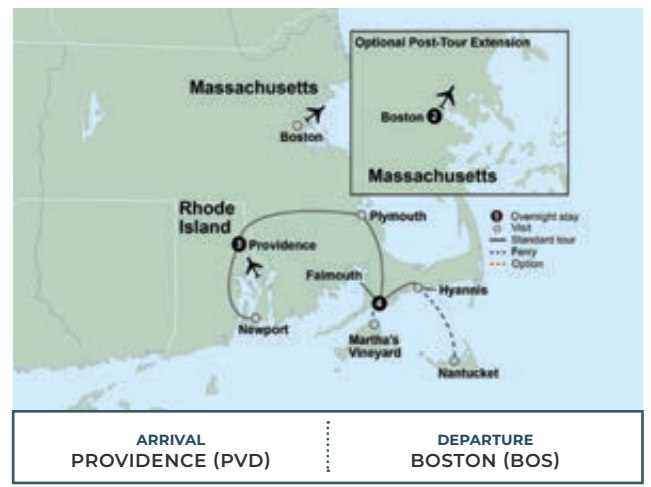 Optional Post-Tour Extension
Massachusetts
Boston
Boston 2
Massachusetts
Rhode
Island
3 Providence
Plymouth
Overnight stay
Visit
Standard tour
Ferry
Option
Falmouth
Hyannis
4
Newport
Martha's
Vineyard
Nantucket
ARRIVAL
PROVIDENCE (PVD)
DEPARTURE
BOSTON (BOS)